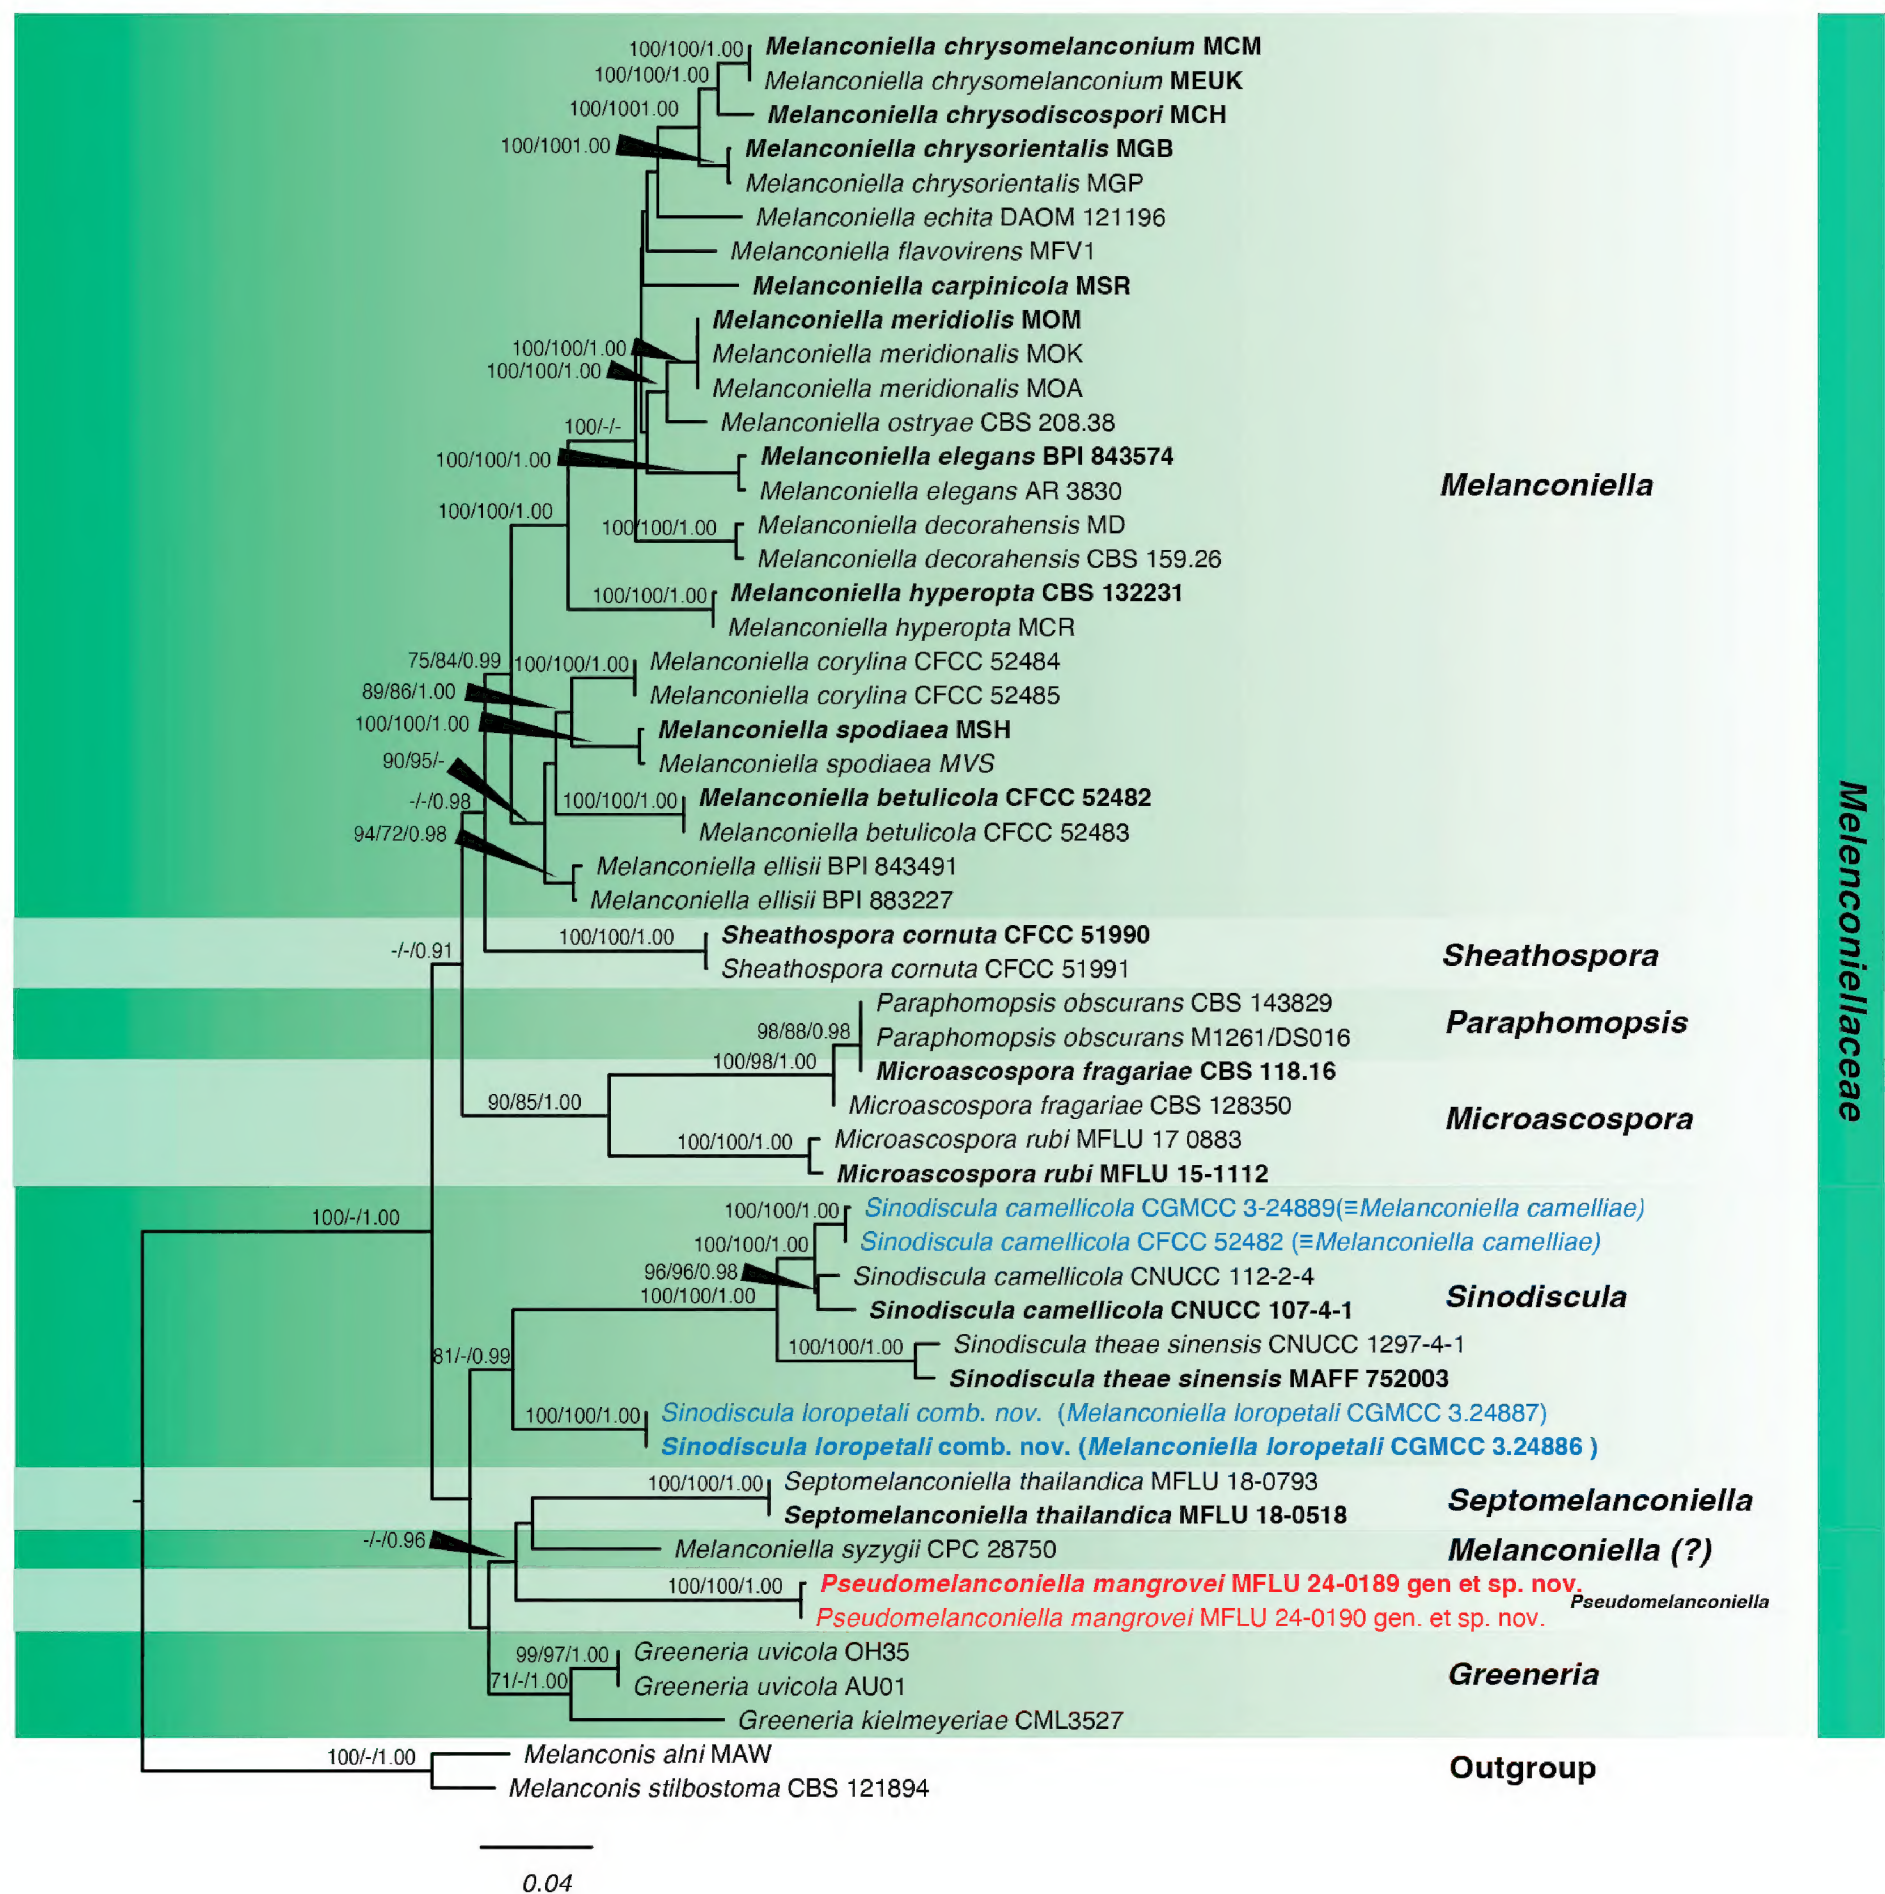 100/100/1.00 Melanconiella chrysomelanconium MCM
100/100/1.00 Melanconiella chrysomelanconium MEUK
100/1001.00 Melanconiella chrysodiscospori MCH
100/1001.00 Melanconiella chrysorientalis MGB
Melanconiella chrysorientalis MGP
Melanconiella echita DAOM 121196
Melanconiella flavovirens MFV1
Melanconiella carpinicola MSR
Melanconiella meridiolis MOM
100/100/1.00 Melanconiella meridionalis MOK
100/100/1.00 Melanconiella meridionalis MOA
Melanconiella ostryae CBS 208.38
100/-/-
100/100/1.00 Melanconiella elegans BPI 843574
Melanconiella elegans AR 3830
Melanconiella
100/100/1.00
100/100/1.00 Melanconiella decorahensis MD
Melanconiella decorahensis CBS 159.26
100/100/1.00 Melanconiella hyperopta CBS 132231
Melanconiella hyperopta MCR
75/84/0.99 100/100/1.00 Melanconiella corylina CFCC 52484
89/86/1.00 Melanconiella corylina CFCC 52485
100/100/1.00 Melanconiella spodiaea MSH
90/95/- Melanconiella spodiaea MVS
-/-/0.98 100/100/1.00 Melanconiella betulicola CFCC 52482
94/72/0.98 Melanconiella betulicola CFCC 52483
Melanconiella ellisii BPI 843491
Melanconiella ellisii BPI 883227
Melenconiellaceae
-/-/0.91 100/100/1.00 Sheathospora cornuta CFCC 51990
Sheathospora cornuta CFCC 51991
Sheathospora
Paraphomopsis obscurans CBS 143829
98/88/0.98 Paraphomopsis obscurans M1261/DS016
Paraphomopsis
100/98/1.00 Microascospora fragariae CBS 118.16
90/85/1.00 Microascospora fragariae CBS 128350
Microascospora
100/100/1.00 Microascospora rubi MFLU 17 0883
Microascospora rubi MFLU 15-1112
100/-/1.00
100/100/1.00 Sinodiscula camellicola CGMCC 3-24889(≡Melanconiella camelliae)
100/100/1.00 Sinodiscula camellicola CFCC 52482 (≡Melanconiella camelliae)
96/96/0.98 Sinodiscula camellicola CNUCC 112-2-4
100/100/1.00 Sinodiscula camellicola CNUCC 107-4-1
Sinodiscula
81/-/0.99 100/100/1.00 Sinodiscula theae sinensis CNUCC 1297-4-1
Sinodiscula theae sinensis MAFF 752003
100/100/1.00 Sinodiscula loropetali comb. nov. (Melanconiella loropetali CGMCC 3.24887)
Sinodiscula loropetali comb. nov. (Melanconiella loropetali CGMCC 3.24886 )
100/100/1.00 Septomelanconiella thailandica MFLU 18-0793
Septomelanconiella thailandica MFLU 18-0518
Septomelanconiella
-/-/0.96 Melanconiella syzygii CPC 28750
Melanconiella (?)
100/100/1.00 Pseudomelanconiella mangrovei MFLU 24-0189 gen et sp. nov.
Pseudomelanconiella mangrovei MFLU 24-0190 gen. et sp. nov.
Pseudomelanconiella
99/97/1.00 Greeneria uvicola OH35
71/-/1.00 Greeneria uvicola AU01
Greeneria
Greeneria kielmeyeriae CML3527
100/-/1.00 Melanconis alni MAW
Melanconis stilbostoma CBS 121894
Outgroup
0.04